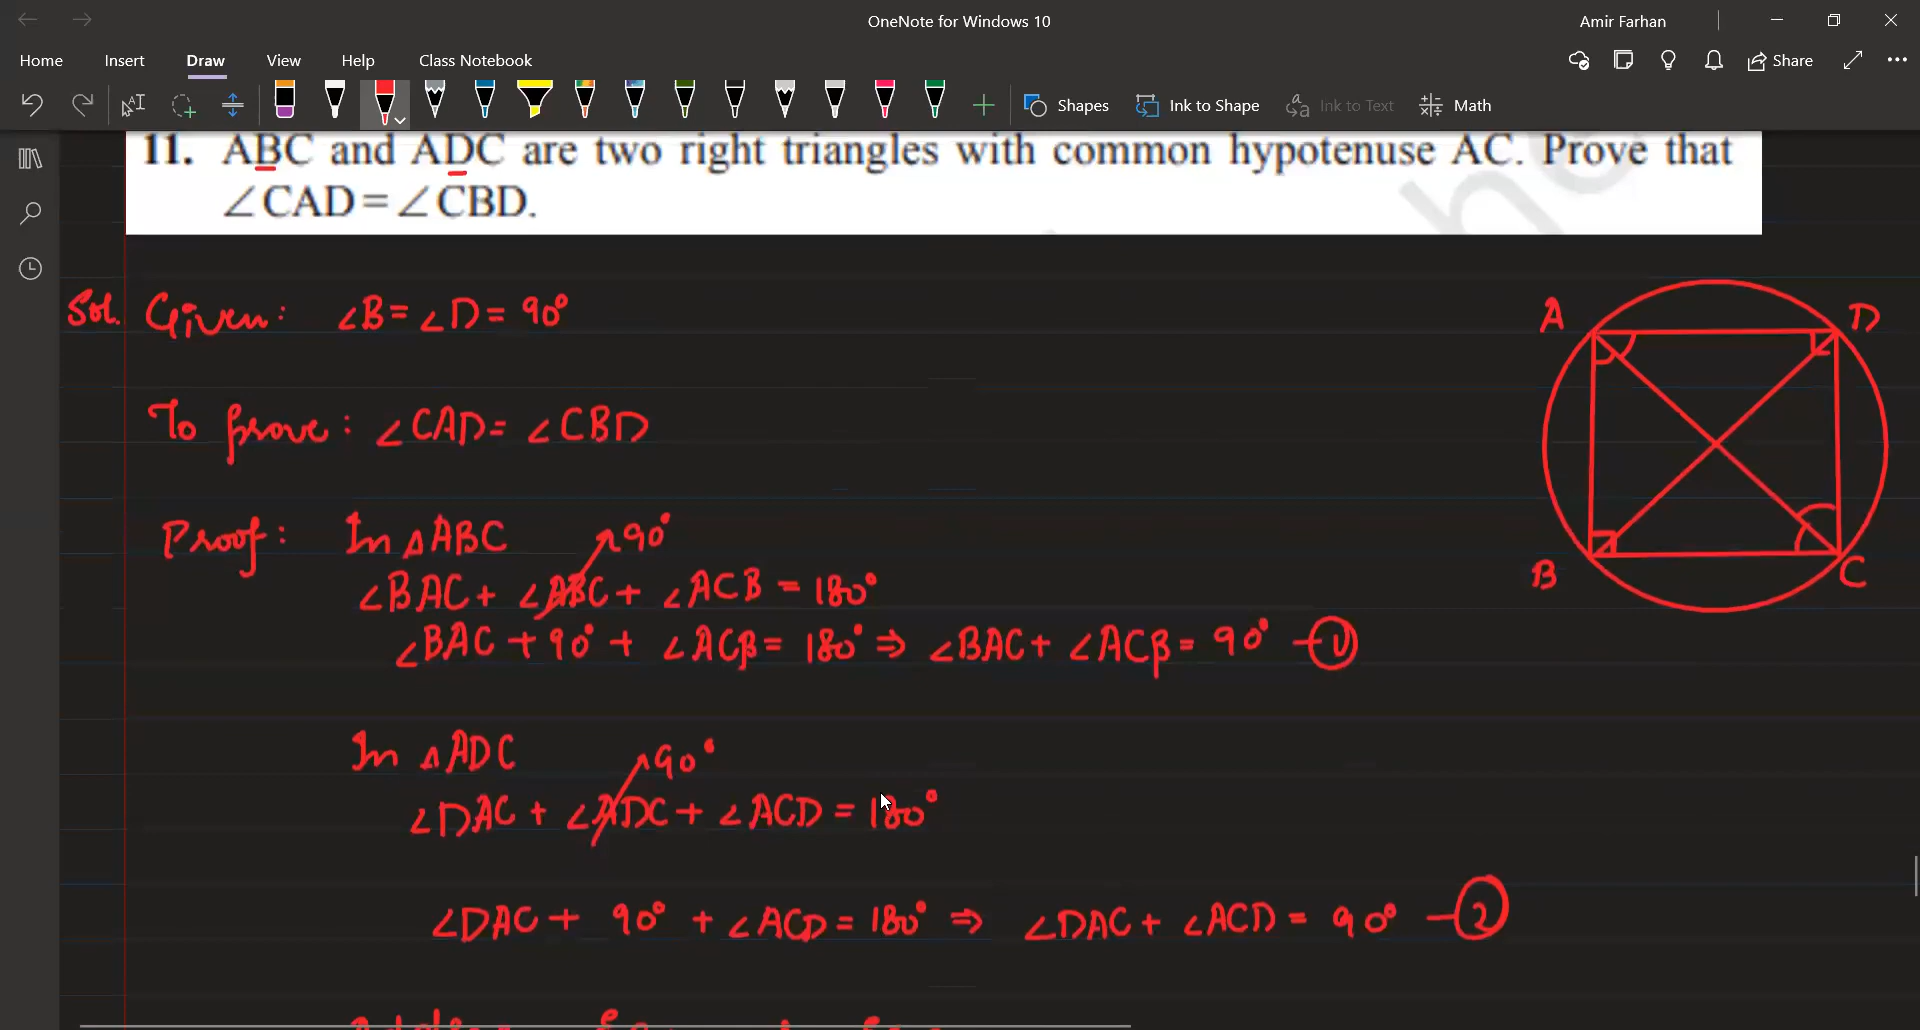 OneNote for Windows 10
Amir Farhan
Home Insert Draw View Help Class Notebook Share
Shapes Ink to Shape Ink to Text Math
11. ABC and ADC are two right triangles with common hypotenuse AC. Prove that
∠CAD = ∠CBD.
Sol. Given: ∠B = ∠D = 90°
A D
To prove: ∠CAD = ∠CBD
Proof: In △ABC 90°
B C
∠BAC + ∠ABC + ∠ACB = 180°
∠BAC + 90° + ∠ACB = 180° ⇒ ∠BAC + ∠ACB = 90° —①
In △ADC 90°
∠DAC + ∠ADC + ∠ACD = 180°
∠DAC + 90° + ∠ACD = 180° ⇒ ∠DAC + ∠ACD = 90° —②